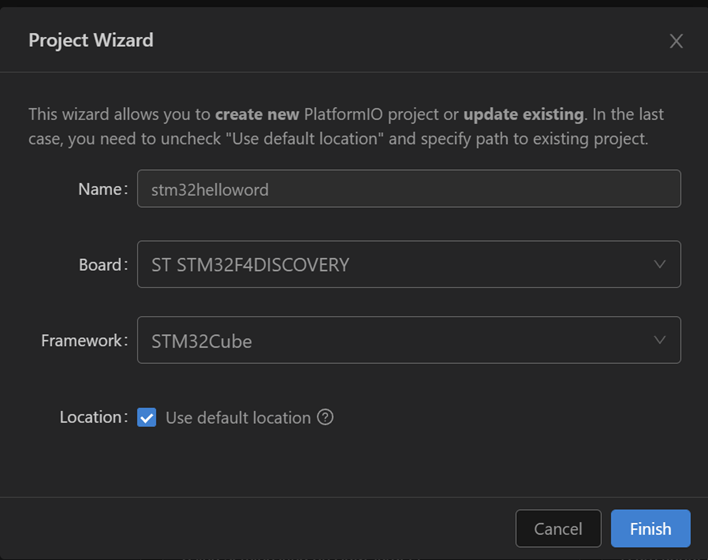 Project Wizard
This wizard allows you to create new PlatformIO project or update existing. In the last
case, you need to uncheck "Use default location" and specify path to existing project.
Name: stm32helloword
Board: ST STM32F4DISCOVERY
Framework: STM32Cube
Location: Use default location
Cancel Finish